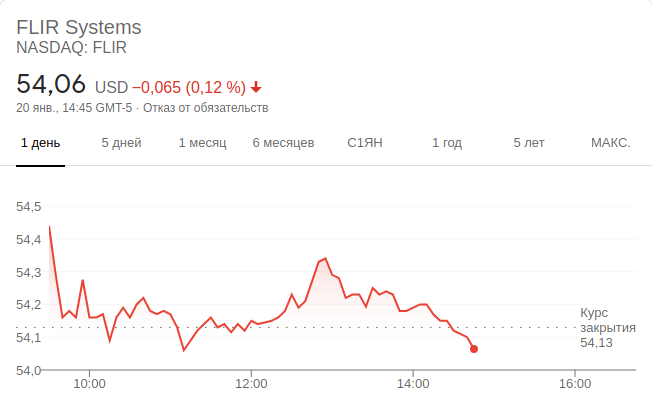 FLIR Systems
NASDAQ: FLIR
54,06 USD −0,065 (0,12 %)
20 янв., 14:45 GMT-5 · Отказ от обязательств
1 день 5 дней 1 месяц 6 месяцев С1ЯН 1 год 5 лет МАКС.
54,5
54,4
54,3
54,2
54,1
54,0
Курс
закрытия
54,13
10:00 12:00 14:00 16:00